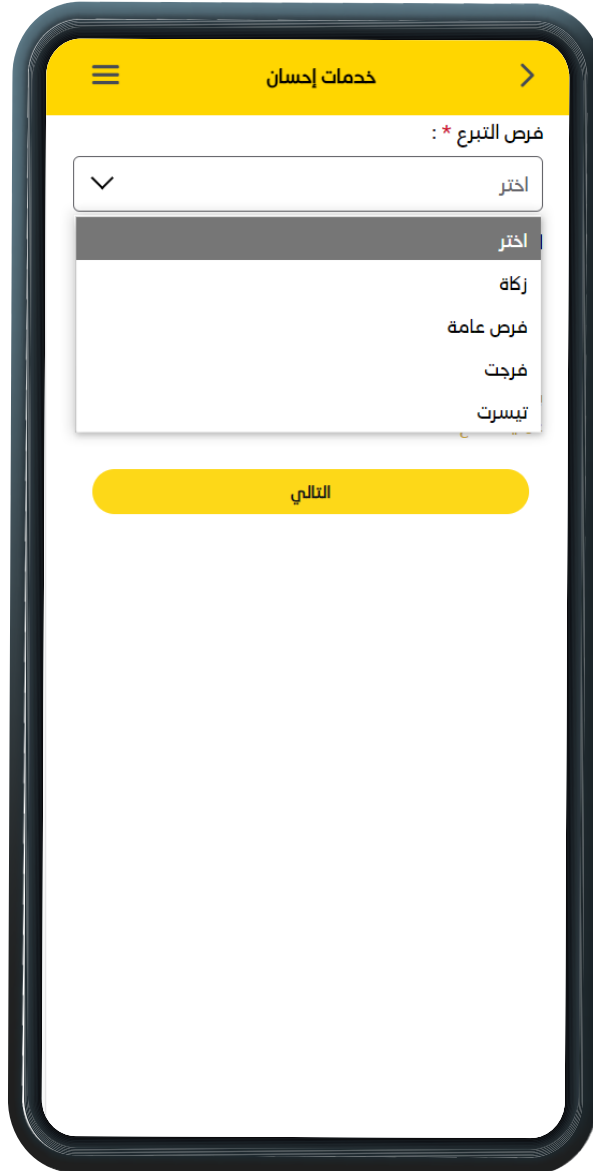 خدمات إحسان
فرص التبرع * :
اختر
اختر
زكاة
فرص عامة
فرجت
تيسرت
التالي